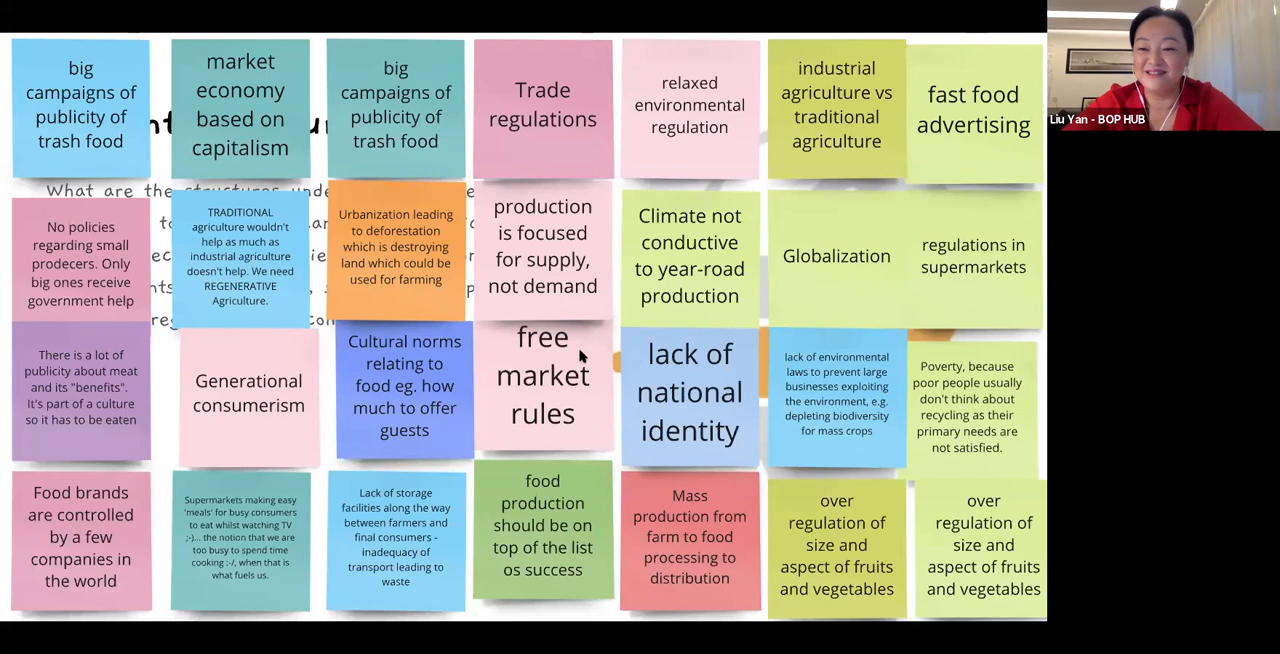 big
campaigns of
publicity of
trash food
market
economy
based on
capitalism
big
campaigns of
publicity of
trash food
Trade
regulations
relaxed
environmental
regulation
industrial
agriculture vs
traditional
agriculture
fast food
advertising
What are the structures unde
No policies
regarding small
prodecers. Only
big ones receive
government help
TRADITIONAL
agriculture wouldn't
help as much as
industrial agriculture
doesn't help. We need
REGENERATIVE
Agriculture.
Urbanization leading
to deforestation
which is destroying
land which could be
used for farming
production
is focused
for supply,
not demand
Climate not
conductive
to year-road
production
Globalization
regulations in
supermarkets
There is a lot of
publicity about meat
and its "benefits".
It's part of a culture
so it has to be eaten
Generational
consumerism
Cultural norms
relating to
food eg. how
much to offer
guests
free
market
rules
lack of
national
identity
lack of environmental
laws to prevent large
businesses exploiting
the environment, e.g.
depleting biodiversity
for mass crops
Poverty, because
poor people usually
don't think about
recycling as their
primary needs are
not satisfied.
Food brands
are controlled
by a few
companies in
the world
Supermarkets making easy
'meals' for busy consumers
to eat whilst watching TV
;-)... the notion that we are
too busy to spend time
cooking :-/, when that is
what fuels us.
Lack of storage
facilities along the way
between farmers and
final consumers -
inadequacy of
transport leading to
waste
food
production
should be on
top of the list
os success
Mass
production from
farm to food
processing to
distribution
over
regulation of
size and
aspect of fruits
and vegetables
over
regulation of
size and
aspect of fruits
and vegetables
Liu Yan - BOP HUB